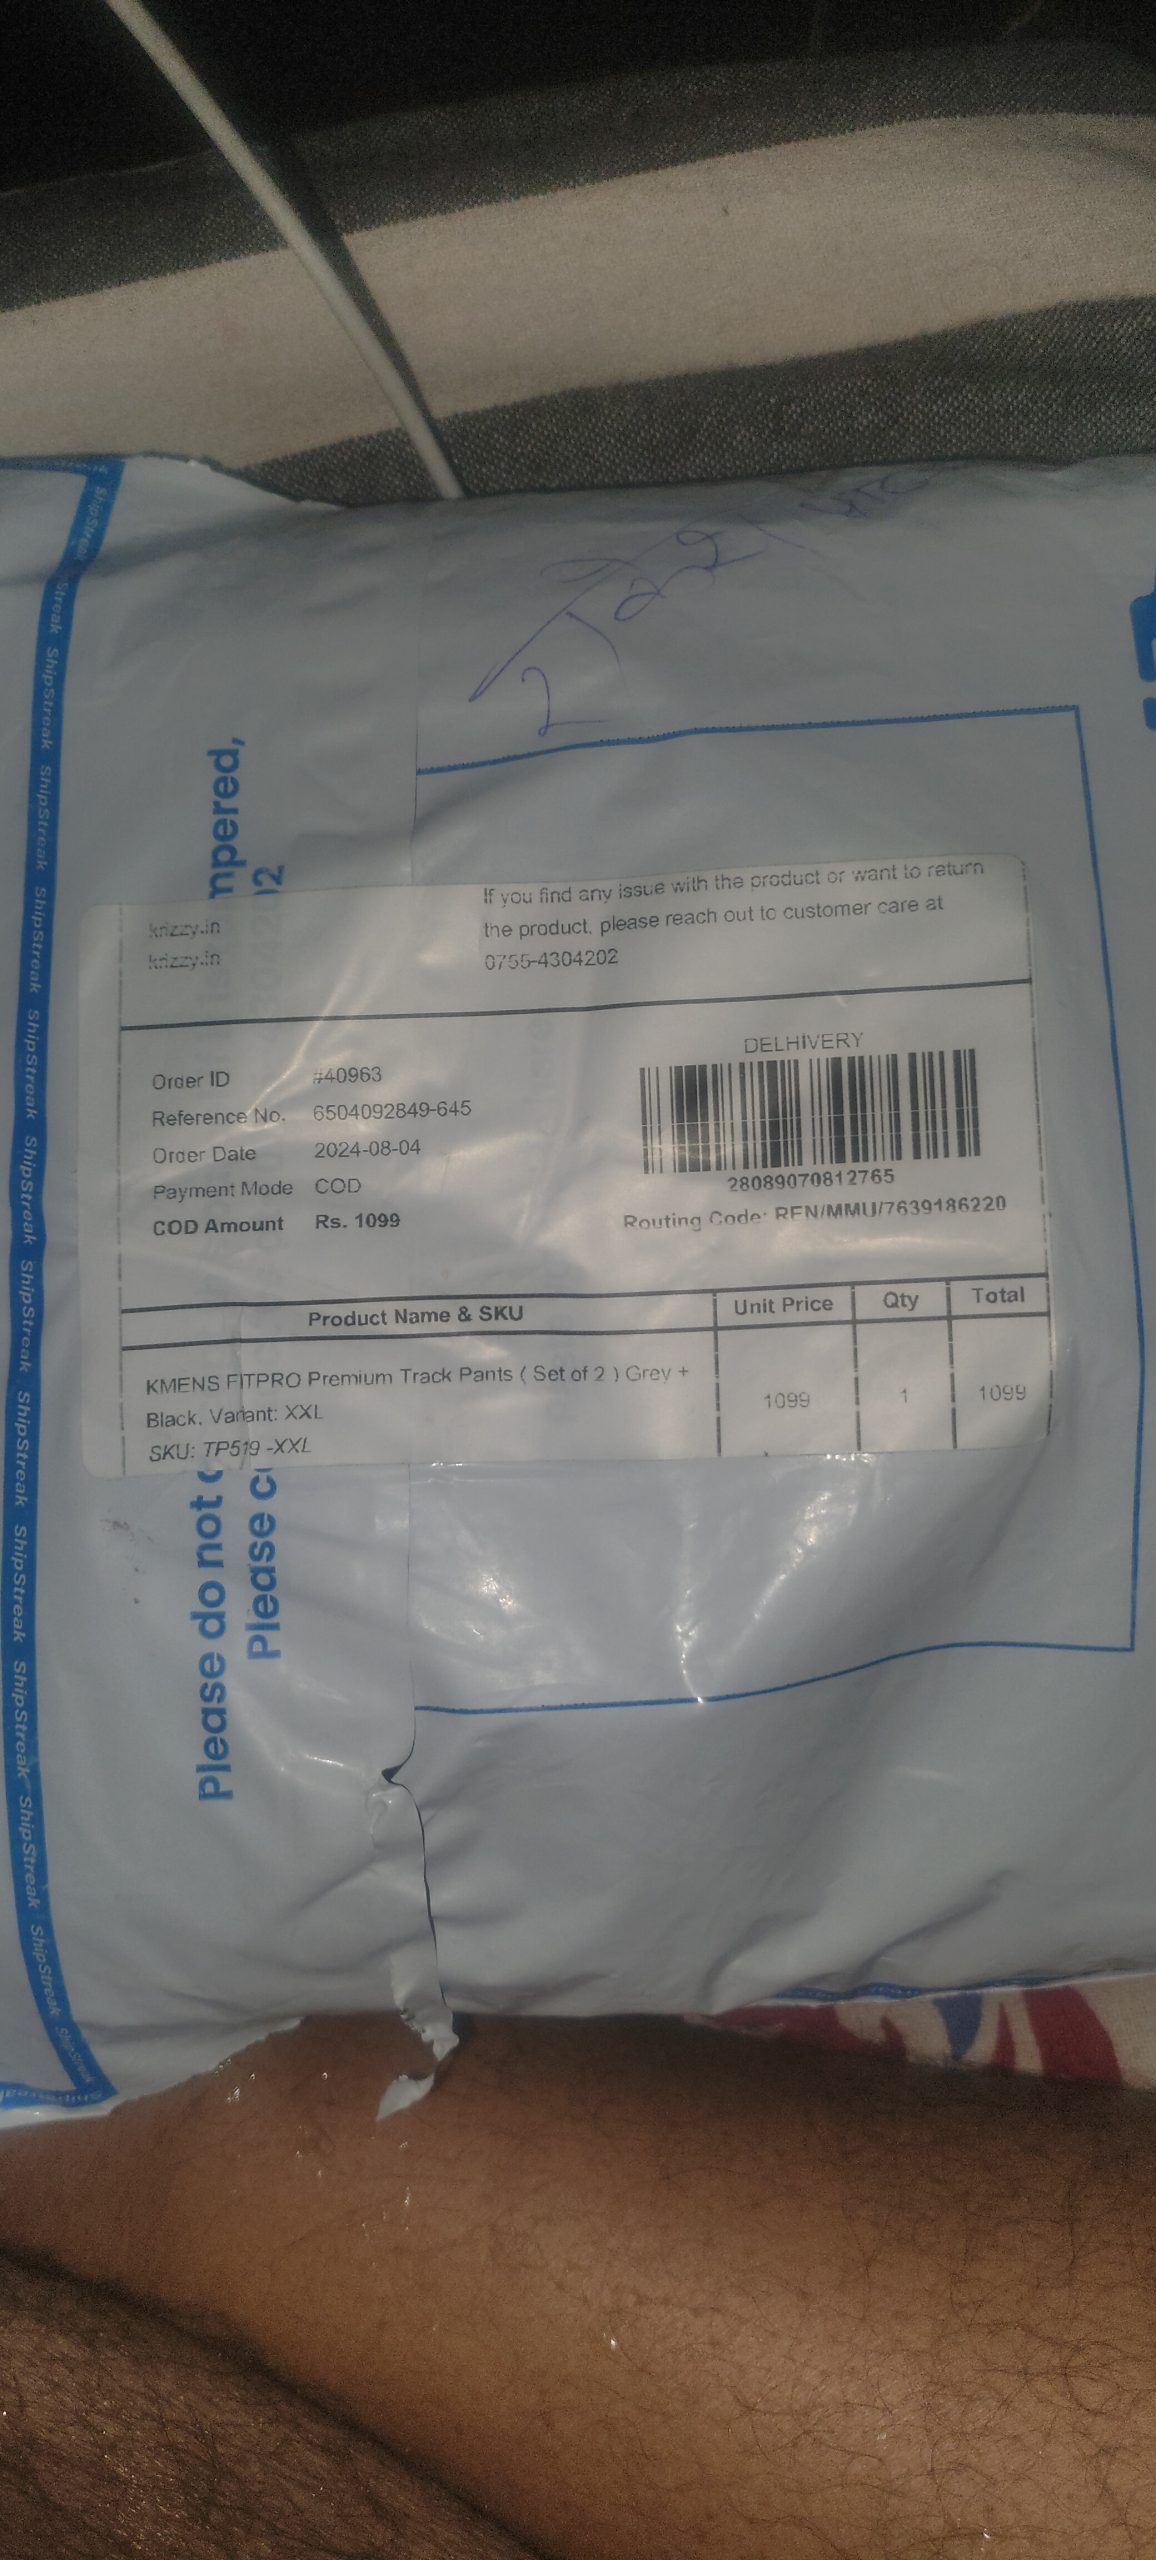 krizzy.in
krizzy.in
If you find any issue with the product or want to return
the product, please reach out to customer care at
0755-4304202
Order ID #40963
Reference No. 6504092849-645
Order Date 2024-08-04
Payment Mode COD
COD Amount Rs. 1099
DELHIVERY
28089070812765
Routing Code: REN/MMU/7639186220
Product Name & SKU Unit Price Qty Total
KMENS FITPRO Premium Track Pants ( Set of 2 ) Grey + 1099 1 1099
Black, Variant: XXL
SKU: TP519 -XXL
Please do not
Please
ShipStreak ShipStreak ShipStreak ShipStreak ShipStreak ShipStreak ShipStreak ShipStreak ShipStreak ShipStreak ShipStreak ShipStreak